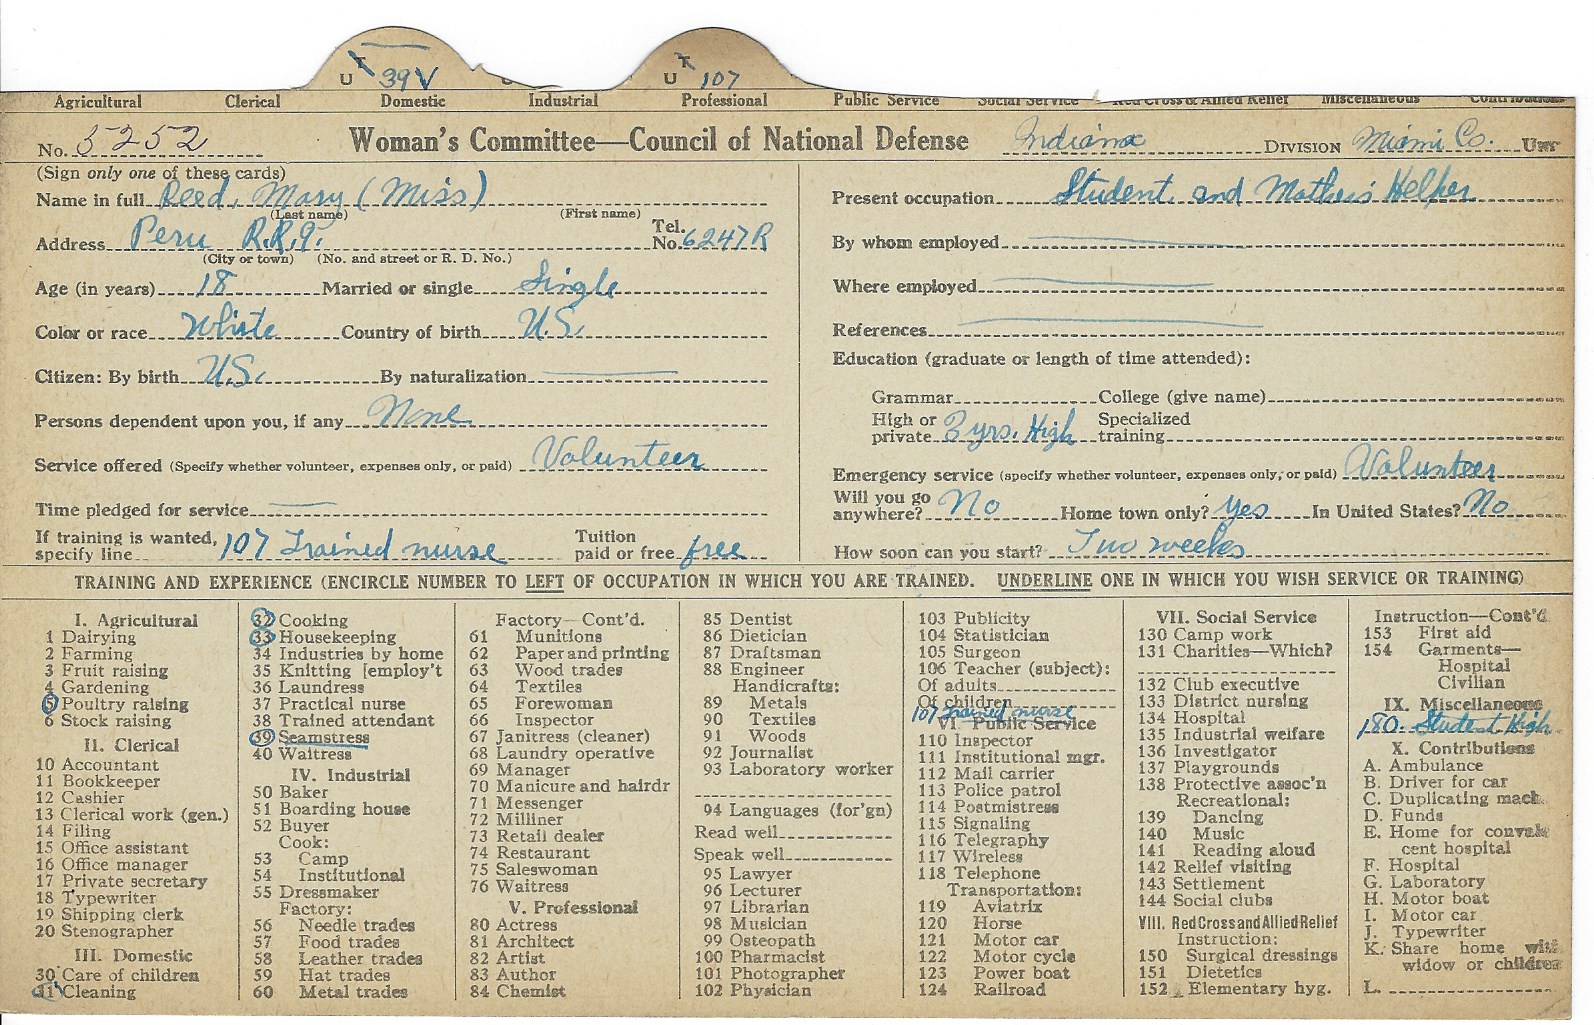 U T 39 V
U T 107
Agricultural Clerical Domestic Industrial Professional Public Service Social Service Red Cross & Allied Relief Miscellaneous Contributions
No. 5252 Woman's Committee—Council of National Defense Indiana DIVISION Miami Co. UNIT
(Sign only one of these cards)
Name in full Reed, Mary (Miss)
(Last name) (First name)
Address Peru R.R.9. Tel. No. 6247R
(City or town) (No. and street or R. D. No.)
Age (in years) 18 Married or single Single
Color or race White Country of birth U.S.
Citizen: By birth U.S. By naturalization
Persons dependent upon you, if any None
Service offered (Specify whether volunteer, expenses only, or paid) Volunteer
Time pledged for service
If training is wanted, specify line 107 Trained nurse Tuition paid or free free
Present occupation Student and Mother's Helper
By whom employed
Where employed
References
Education (graduate or length of time attended):
Grammar College (give name)
High or private 3 yrs. High Specialized training
Emergency service (specify whether volunteer, expenses only, or paid) Volunteer
Will you go anywhere? No Home town only? Yes In United States? No
How soon can you start? Two weeks
TRAINING AND EXPERIENCE (ENCIRCLE NUMBER TO LEFT OF OCCUPATION IN WHICH YOU ARE TRAINED. UNDERLINE ONE IN WHICH YOU WISH SERVICE OR TRAINING)
I. Agricultural
1 Dairying
2 Farming
3 Fruit raising
4 Gardening
5 Poultry raising
6 Stock raising
II. Clerical
10 Accountant
11 Bookkeeper
12 Cashier
13 Clerical work (gen.)
14 Filing
15 Office assistant
16 Office manager
17 Private secretary
18 Typewriter
19 Shipping clerk
20 Stenographer
III. Domestic
30 Care of children
31 Cleaning
32 Cooking
33 Housekeeping
34 Industries by home
35 Knitting [employ't
36 Laundress
37 Practical nurse
38 Trained attendant
39 Seamstress
40 Waitress
IV. Industrial
50 Baker
51 Boarding house
52 Buyer
Cook:
53 Camp
54 Institutional
55 Dressmaker
Factory:
56 Needle trades
57 Food trades
58 Leather trades
59 Hat trades
60 Metal trades
Factory—Cont'd.
61 Munitions
62 Paper and printing
63 Wood trades
64 Textiles
65 Forewoman
66 Inspector
67 Janitress (cleaner)
68 Laundry operative
69 Manager
70 Manicure and hairdr
71 Messenger
72 Milliner
73 Retail dealer
74 Restaurant
75 Saleswoman
76 Waitress
V. Professional
80 Actress
81 Architect
82 Artist
83 Author
84 Chemist
85 Dentist
86 Dietician
87 Draftsman
88 Engineer
Handicrafts:
89 Metals
90 Textiles
91 Woods
92 Journalist
93 Laboratory worker
94 Languages (for'gn)
Read well
Speak well
95 Lawyer
96 Lecturer
97 Librarian
98 Musician
99 Osteopath
100 Pharmacist
101 Photographer
102 Physician
103 Publicity
104 Statistician
105 Surgeon
106 Teacher (subject):
Of adults
Of children
107 Trained nurse
VI. Public Service
110 Inspector
111 Institutional mgr.
112 Mail carrier
113 Police patrol
114 Postmistress
115 Signaling
116 Telegraphy
117 Wireless
118 Telephone
Transportation:
119 Aviatrix
120 Horse
121 Motor car
122 Motor cycle
123 Power boat
124 Railroad
VII. Social Service
130 Camp work
131 Charities—Which?
132 Club executive
133 District nursing
134 Hospital
135 Industrial welfare
136 Investigator
137 Playgrounds
138 Protective assoc'n
Recreational:
139 Dancing
140 Music
141 Reading aloud
142 Relief visiting
143 Settlement
144 Social clubs
VIII. Red Cross and Allied Relief
Instruction:
150 Surgical dressings
151 Dietetics
152 Elementary hyg.
Instruction—Cont'd.
153 First aid
154 Garments—
Hospital
Civilian
IX. Miscellaneous
180 Student High
X. Contributions
A. Ambulance
B. Driver for car
C. Duplicating mach.
D. Funds
E. Home for convales
cent hospital
F. Hospital
G. Laboratory
H. Motor boat
I. Motor car
J. Typewriter
K. Share home with
widow or children
L.